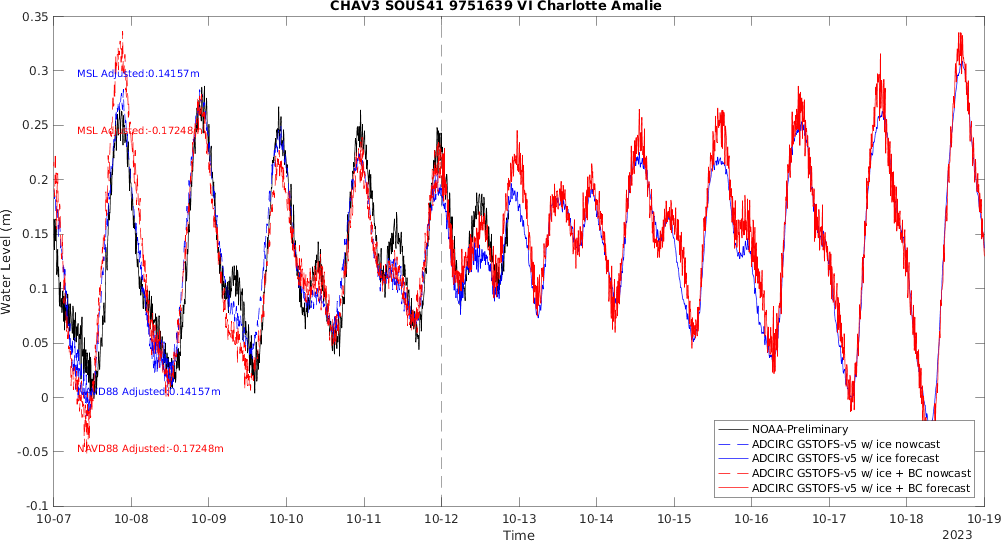 CHAV3 SOUS41 9751639 VI Charlotte Amalie
0.35
0.3
0.25
0.2
0.15
0.1
0.05
0
-0.05
-0.1
Water Level (m)
MSL Adjusted:0.14157m
MSL Adjusted:-0.17248m
NAVD88 Adjusted:0.14157m
NAVD88 Adjusted:-0.17248m
NOAA-Preliminary
ADCIRC GSTOFS-v5 w/ ice nowcast
ADCIRC GSTOFS-v5 w/ ice forecast
ADCIRC GSTOFS-v5 w/ ice + BC nowcast
ADCIRC GSTOFS-v5 w/ ice + BC forecast
10-07 10-08 10-09 10-10 10-11 10-12 10-13 10-14 10-15 10-16 10-17 10-18 10-19
Time
2023